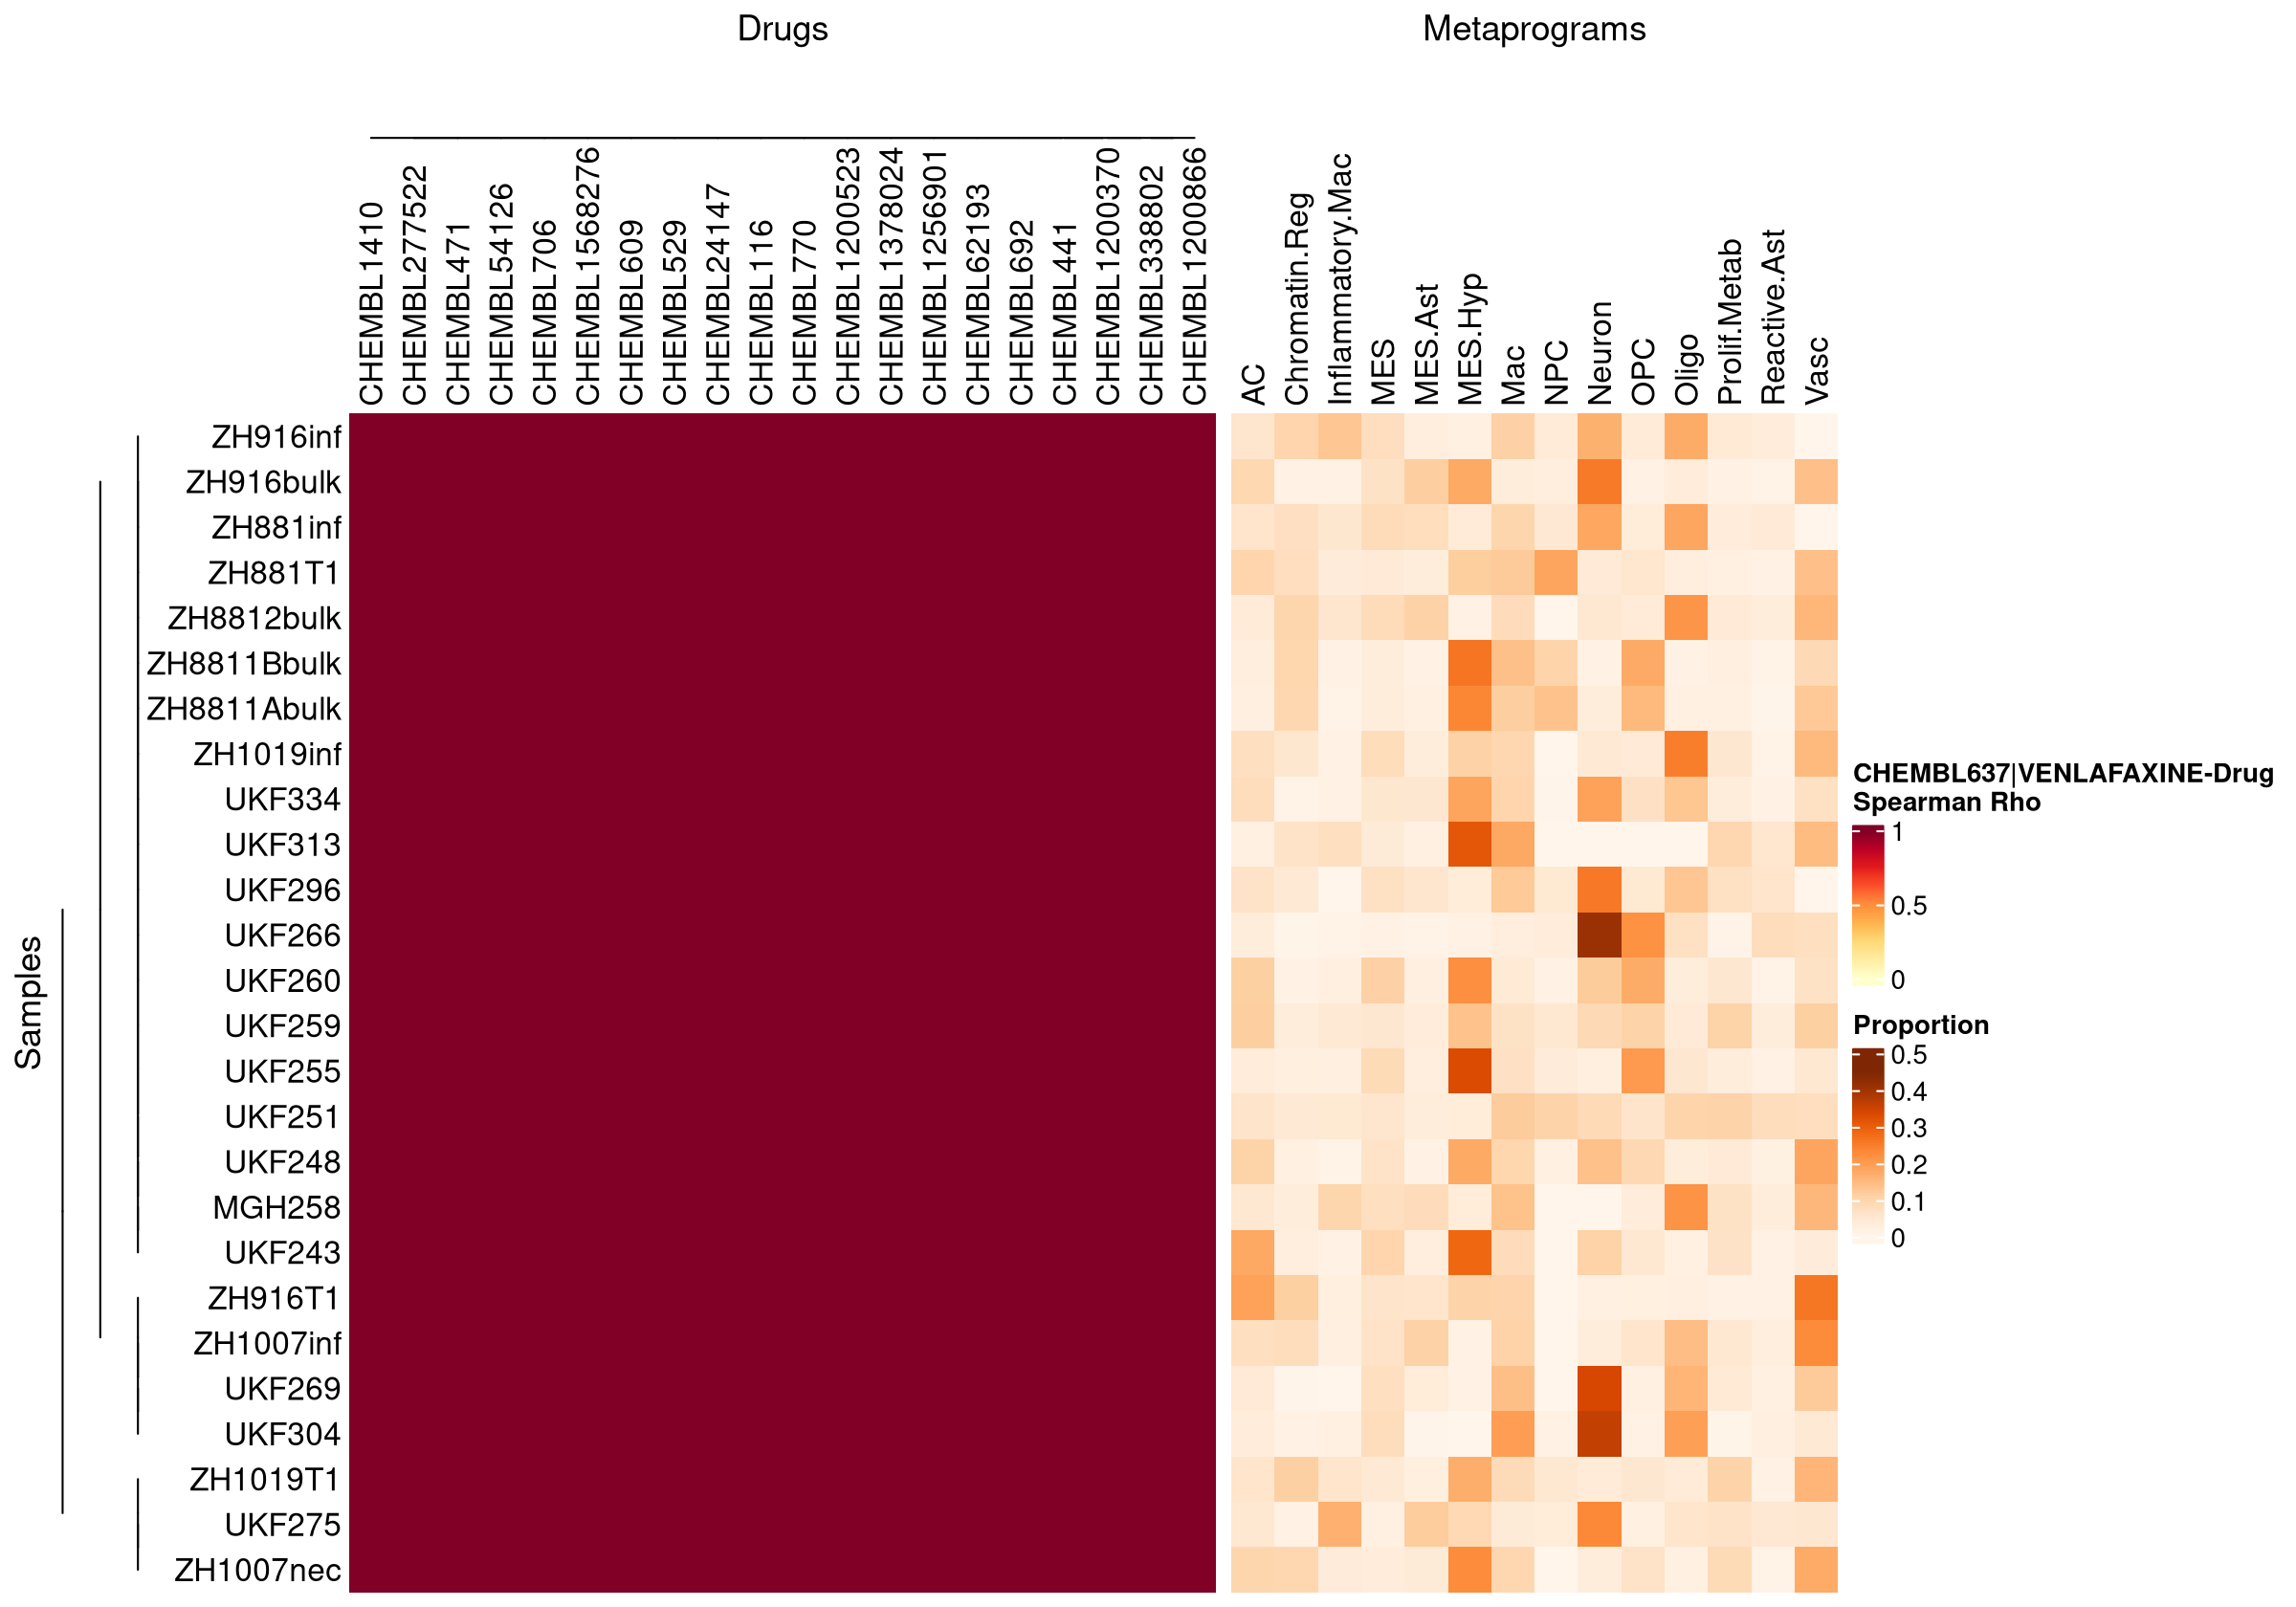 Drugs
Metaprograms
CHEMBL1410
CHEMBL2777522
CHEMBL471
CHEMBL54126
CHEMBL706
CHEMBL1568276
CHEMBL609
CHEMBL529
CHEMBL24147
CHEMBL116
CHEMBL770
CHEMBL1200523
CHEMBL1378024
CHEMBL1256901
CHEMBL62193
CHEMBL692
CHEMBL441
CHEMBL1200370
CHEMBL338802
CHEMBL1200866
AC
Chromatin.Reg
Inflammatory.Mac
MES
MES.Ast
MES.Hyp
Mac
NPC
Neuron
OPC
Oligo
Prolif.Metab
Reactive.Ast
Vasc
Samples
ZH916inf
ZH916bulk
ZH881inf
ZH881T1
ZH8812bulk
ZH8811Bbulk
ZH8811Abulk
ZH1019inf
UKF334
UKF313
UKF296
UKF266
UKF260
UKF259
UKF255
UKF251
UKF248
MGH258
UKF243
ZH916T1
ZH1007inf
UKF269
UKF304
ZH1019T1
UKF275
ZH1007nec
CHEMBL637|VENLAFAXINE-Drug
Spearman Rho
1
0.5
0
Proportion
0.5
0.4
0.3
0.2
0.1
0